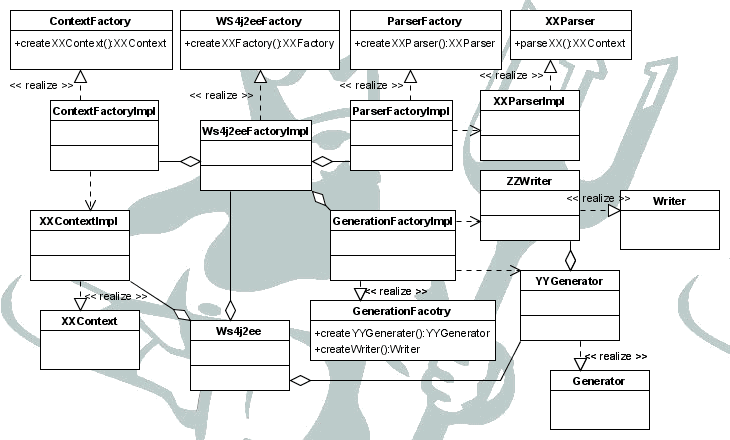 ContextFactory
+createXXContext():XXContext
WS4j2eeFactory
+createXXFactory():XXFactory
ParserFactory
+createXXParser():XXParser
XXParser
+parseXX():XXContext
<< realize >>
<< realize >>
<< realize >>
<< realize >>
ContextFactoryImpl
Ws4j2eeFactoryImpl
ParserFactoryImpl
XXParserImpl
ZZWriter
<< realize >>
Writer
XXContextImpl
GenerationFactoryImpl
YYGenerator
<< realize >>
<< realize >>
XXContext
Ws4j2ee
GenerationFacotry
+createYYGenerater():YYGenerator
+createWriter():Writer
<< realize >>
Generator